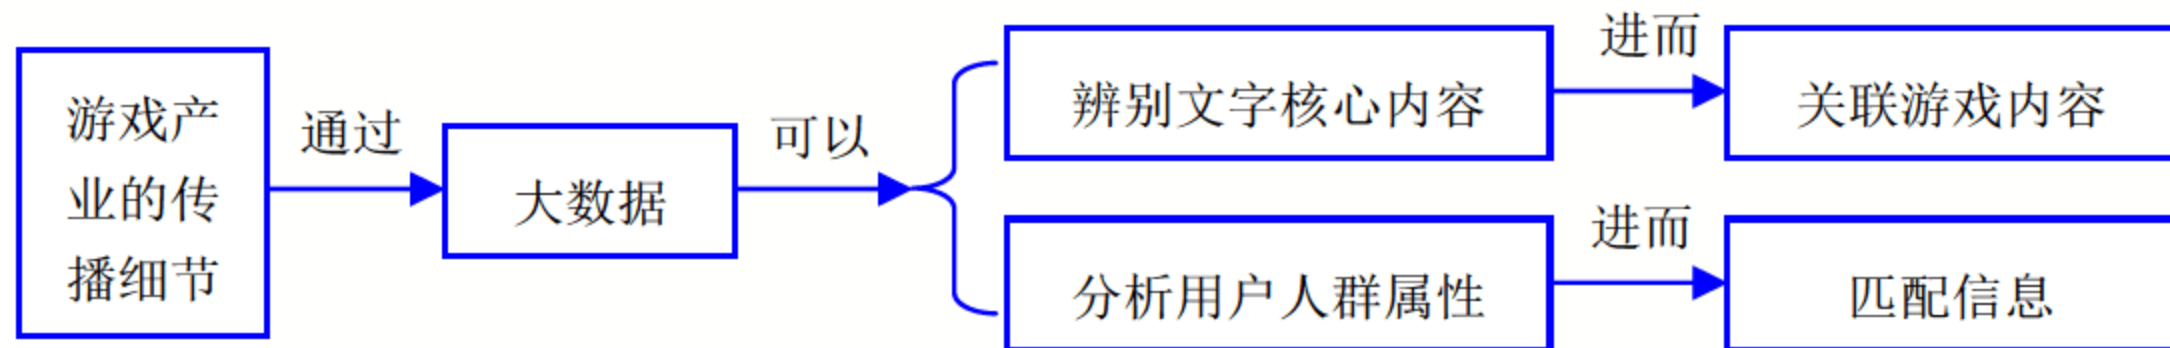 游戏产
业的传
播细节
通过
大数据
可以
辨别文字核心内容
进而
关联游戏内容
分析用户人群属性
进而
匹配信息